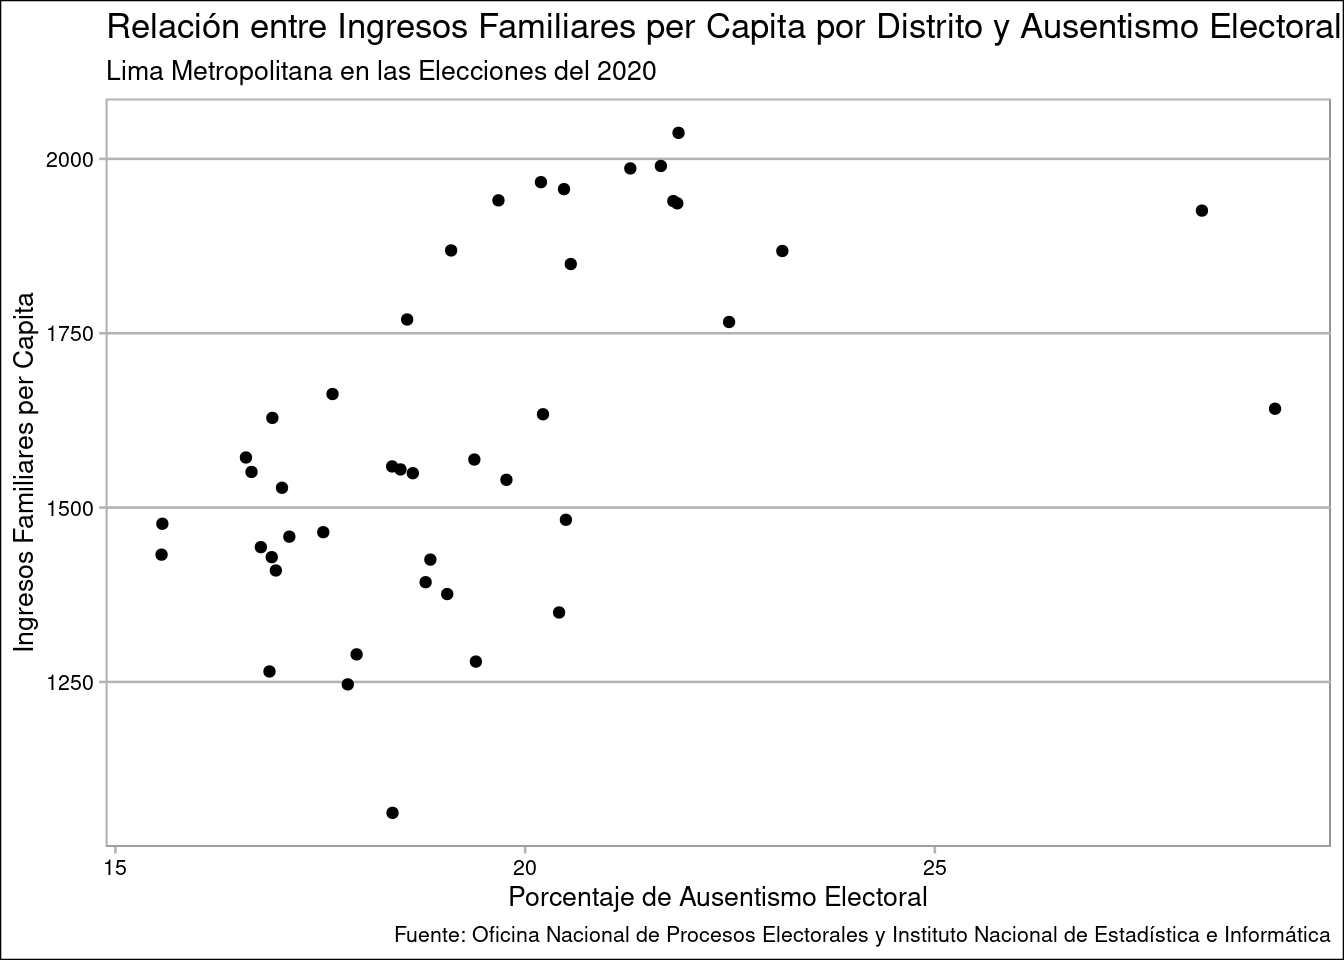 Relación entre Ingresos Familiares per Capita por Distrito y Ausentismo Electoral
Lima Metropolitana en las Elecciones del 2020
Ingresos Familiares per Capita
2000
1750
1500
1250
15
20
25
Porcentaje de Ausentismo Electoral
Fuente: Oficina Nacional de Procesos Electorales y Instituto Nacional de Estadística e Informática